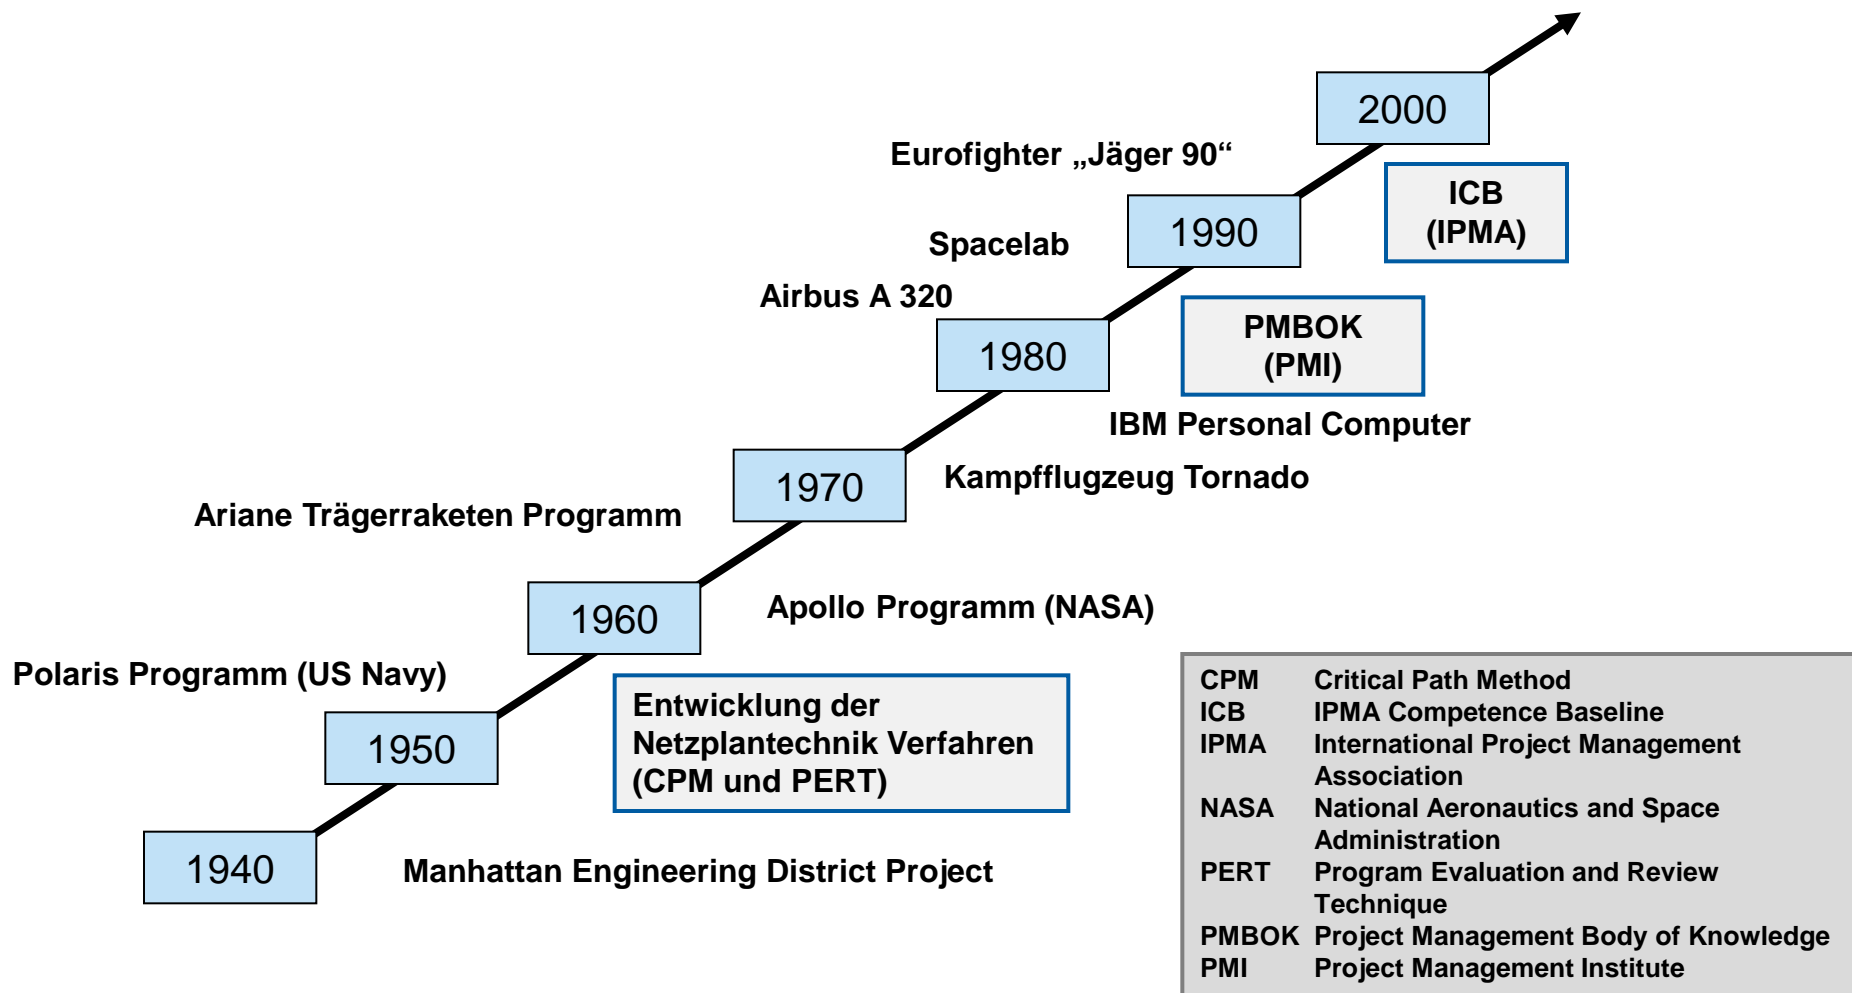 2000
Eurofighter „Jäger 90“
ICB
(IPMA)
1990
Spacelab
Airbus A 320
PMBOK
(PMI)
1980
IBM Personal Computer
Kampfflugzeug Tornado
1970
Ariane Trägerraketen Programm
Apollo Programm (NASA)
1960
Polaris Programm (US Navy)
Entwicklung der
Netzplantechnik Verfahren
(CPM und PERT)
1950
1940
Manhattan Engineering District Project
CPM Critical Path Method
ICB IPMA Competence Baseline
IPMA International Project Management
Association
NASA National Aeronautics and Space
Administration
PERT Program Evaluation and Review
Technique
PMBOK Project Management Body of Knowledge
PMI Project Management Institute